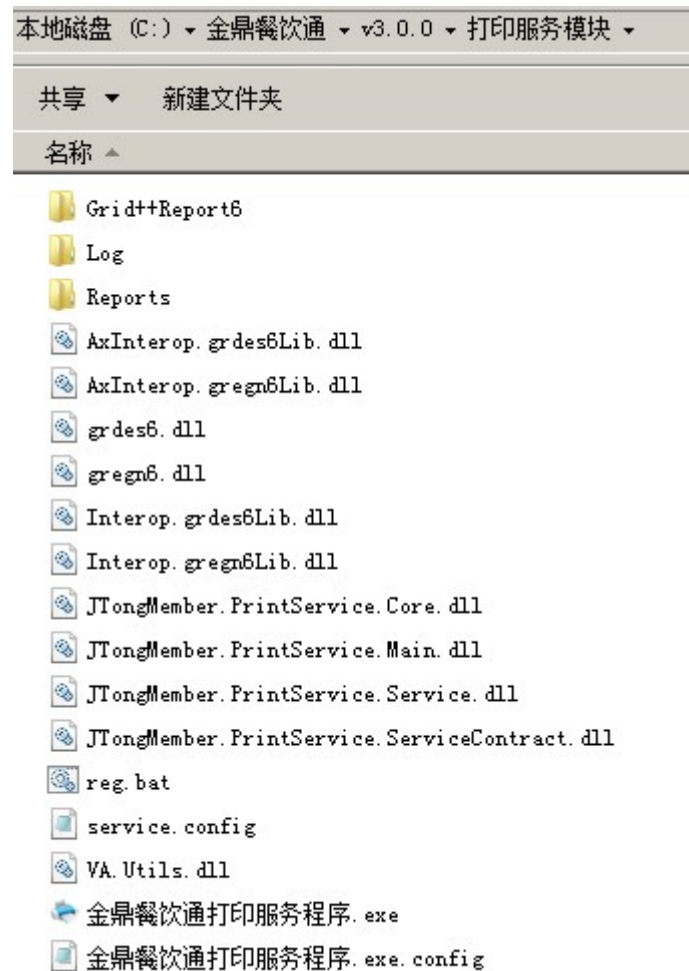 本地磁盘 (C:) 金鼎餐饮通 v3.0.0 打印服务模块
共享 新建文件夹
名称
Grid++Report6
Log
Reports
AxInterop.grdes6Lib.dll
AxInterop.gregn6Lib.dll
grdes6.dll
gregn6.dll
Interop.grdes6Lib.dll
Interop.gregn6Lib.dll
JTongMember.PrintService.Core.dll
JTongMember.PrintService.Main.dll
JTongMember.PrintService.Service.dll
JTongMember.PrintService.ServiceContract.dll
reg.bat
service.config
VA.Utils.dll
金鼎餐饮通打印服务程序.exe
金鼎餐饮通打印服务程序.exe.config